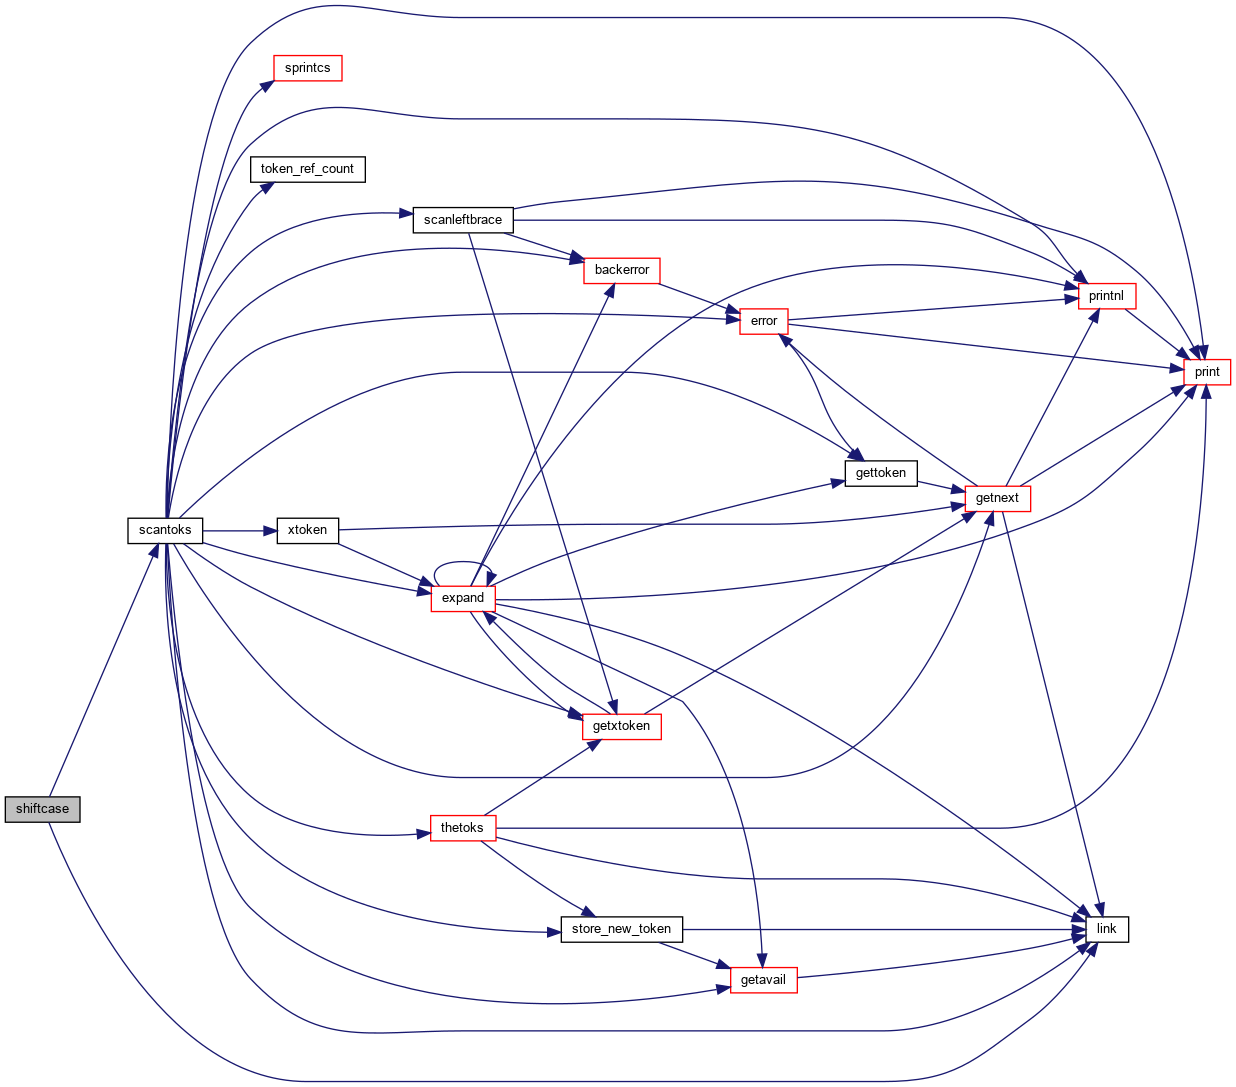 sprintcs
token_ref_count
scanleftbrace
backerror
printnl
error
print
gettoken
getnext
scantoks
xtoken
expand
getxtoken
shiftcase
thetoks
store_new_token
link
getavail